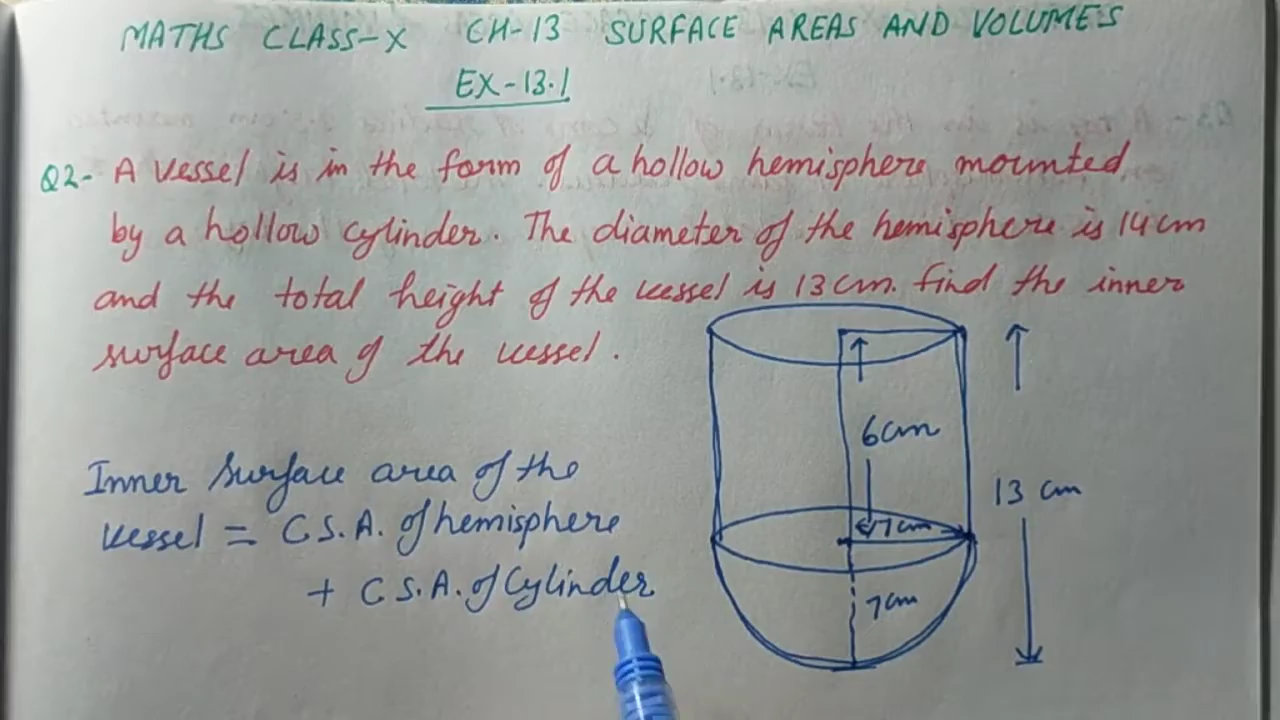 MATHS CLASS-X CH-13 SURFACE AREAS AND VOLUMES
EX-13.1
Q2- A vessel is in the form of a hollow hemisphere mounted
by a hollow cylinder. The diameter of the hemisphere is 14 cm
and the total height of the vessel is 13 cm. find the inner
surface area of the vessel.
6cm
13 cm
7cm
7cm
Inner Surface area of the
vessel = C.S.A. of hemisphere
+ C.S.A. of Cylinder